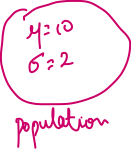 μ=10
σ=2
population